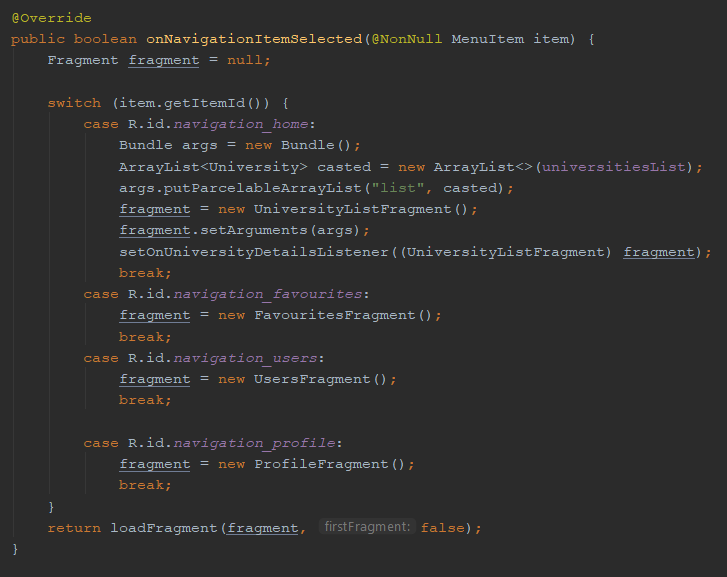 @Override
public boolean onNavigationItemSelected(@NonNull MenuItem item) {
Fragment fragment = null;
switch (item.getItemId()) {
case R.id.navigation_home:
Bundle args = new Bundle();
ArrayList<University> casted = new ArrayList<>(universitiesList);
args.putParcelableArrayList("list", casted);
fragment = new UniversityListFragment();
fragment.setArguments(args);
setOnUniversityDetailsListener((UniversityListFragment) fragment);
break;
case R.id.navigation_favourites:
fragment = new FavouritesFragment();
break;
case R.id.navigation_users:
fragment = new UsersFragment();
break;
case R.id.navigation_profile:
fragment = new ProfileFragment();
break;
}
return loadFragment(fragment, firstFragment: false);
}